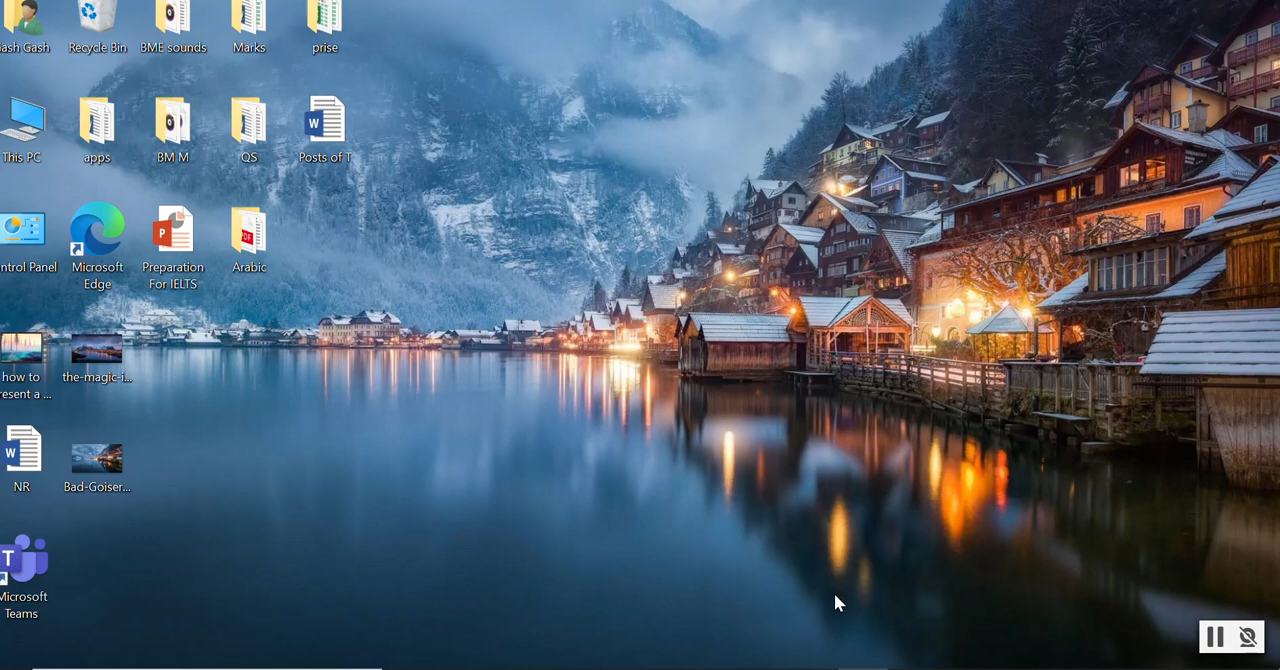 ash Gash
Recycle Bin
BME sounds
Marks
prise
This PC
apps
BM M
QS
Posts of T
ntrol Panel
Microsoft
Edge
Preparation
For IELTS
Arabic
how to
resent a ...
the-magic-i...
NR
Bad-Goiser...
Microsoft
Teams